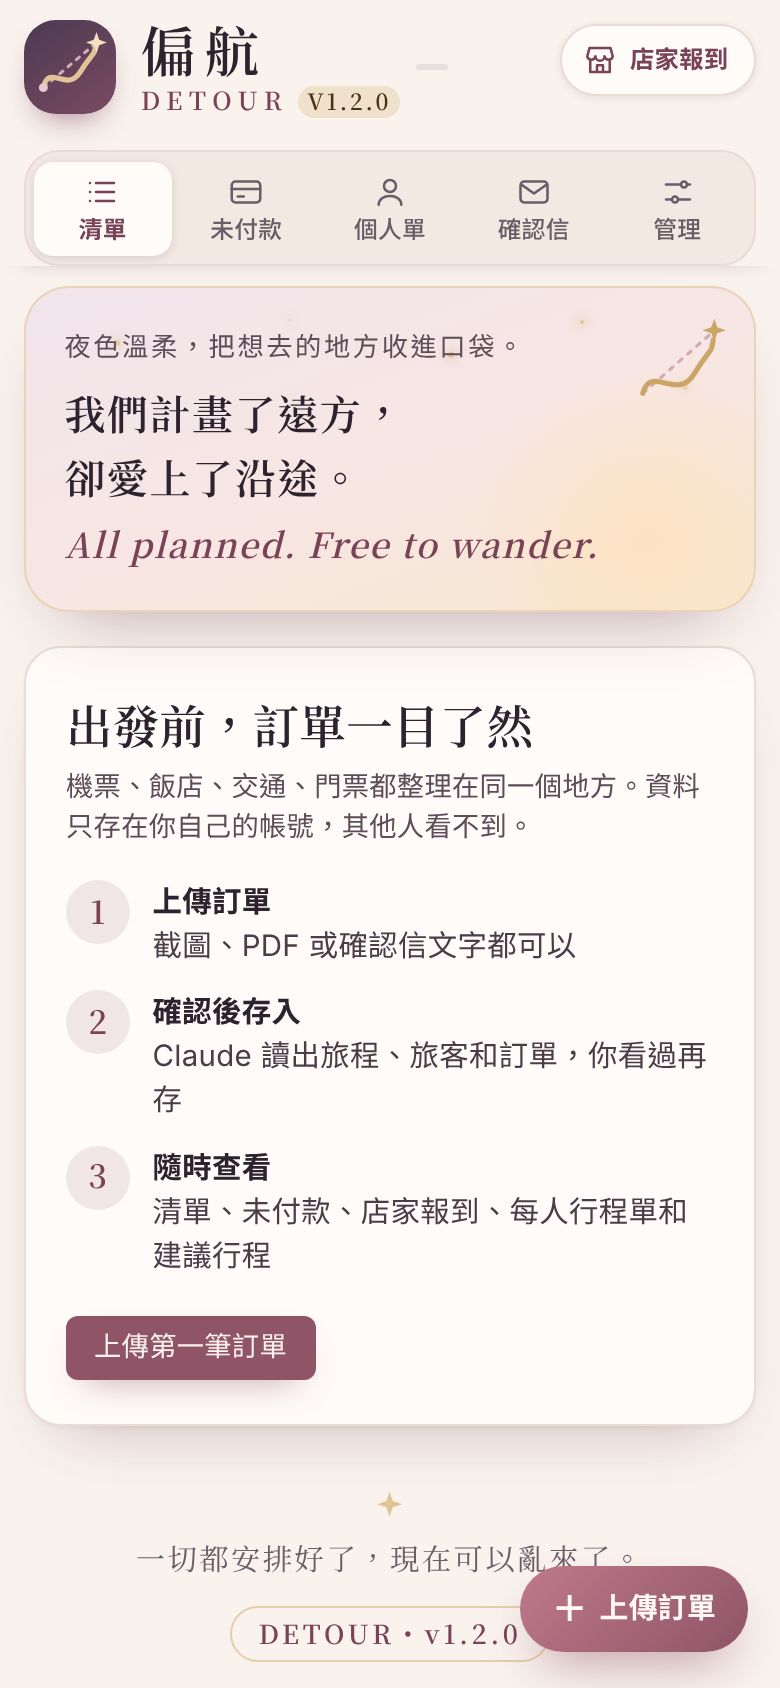 偏航
DETOUR V1.2.0
店家報到
清單
未付款
個人單
確認信
管理
夜色溫柔，把想去的地方收進口袋。
我們計畫了遠方，
卻愛上了沿途。
All planned. Free to wander.
出發前，訂單一目了然
機票、飯店、交通、門票都整理在同一個地方。資料
只存在你自己的帳號，其他人看不到。
1
上傳訂單
截圖、PDF 或確認信文字都可以
2
確認後存入
Claude 讀出旅程、旅客和訂單，你看過再
存
3
隨時查看
清單、未付款、店家報到、每人行程單和
建議行程
上傳第一筆訂單
一切都安排好了，現在可以亂來了。
DETOUR・v1.2.0
＋ 上傳訂單